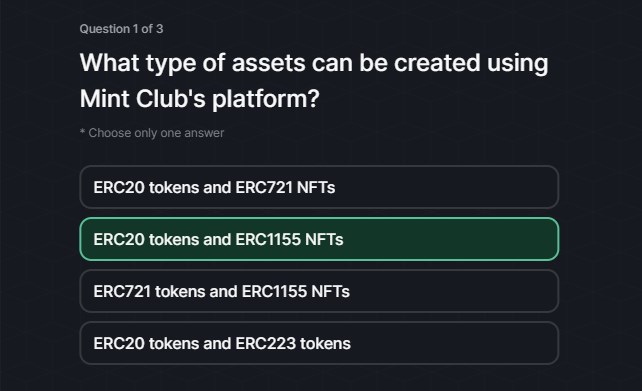 Question 1 of 3
What type of assets can be created using
Mint Club's platform?
* Choose only one answer
ERC20 tokens and ERC721 NFTs
ERC20 tokens and ERC1155 NFTs
ERC721 tokens and ERC1155 NFTs
ERC20 tokens and ERC223 tokens